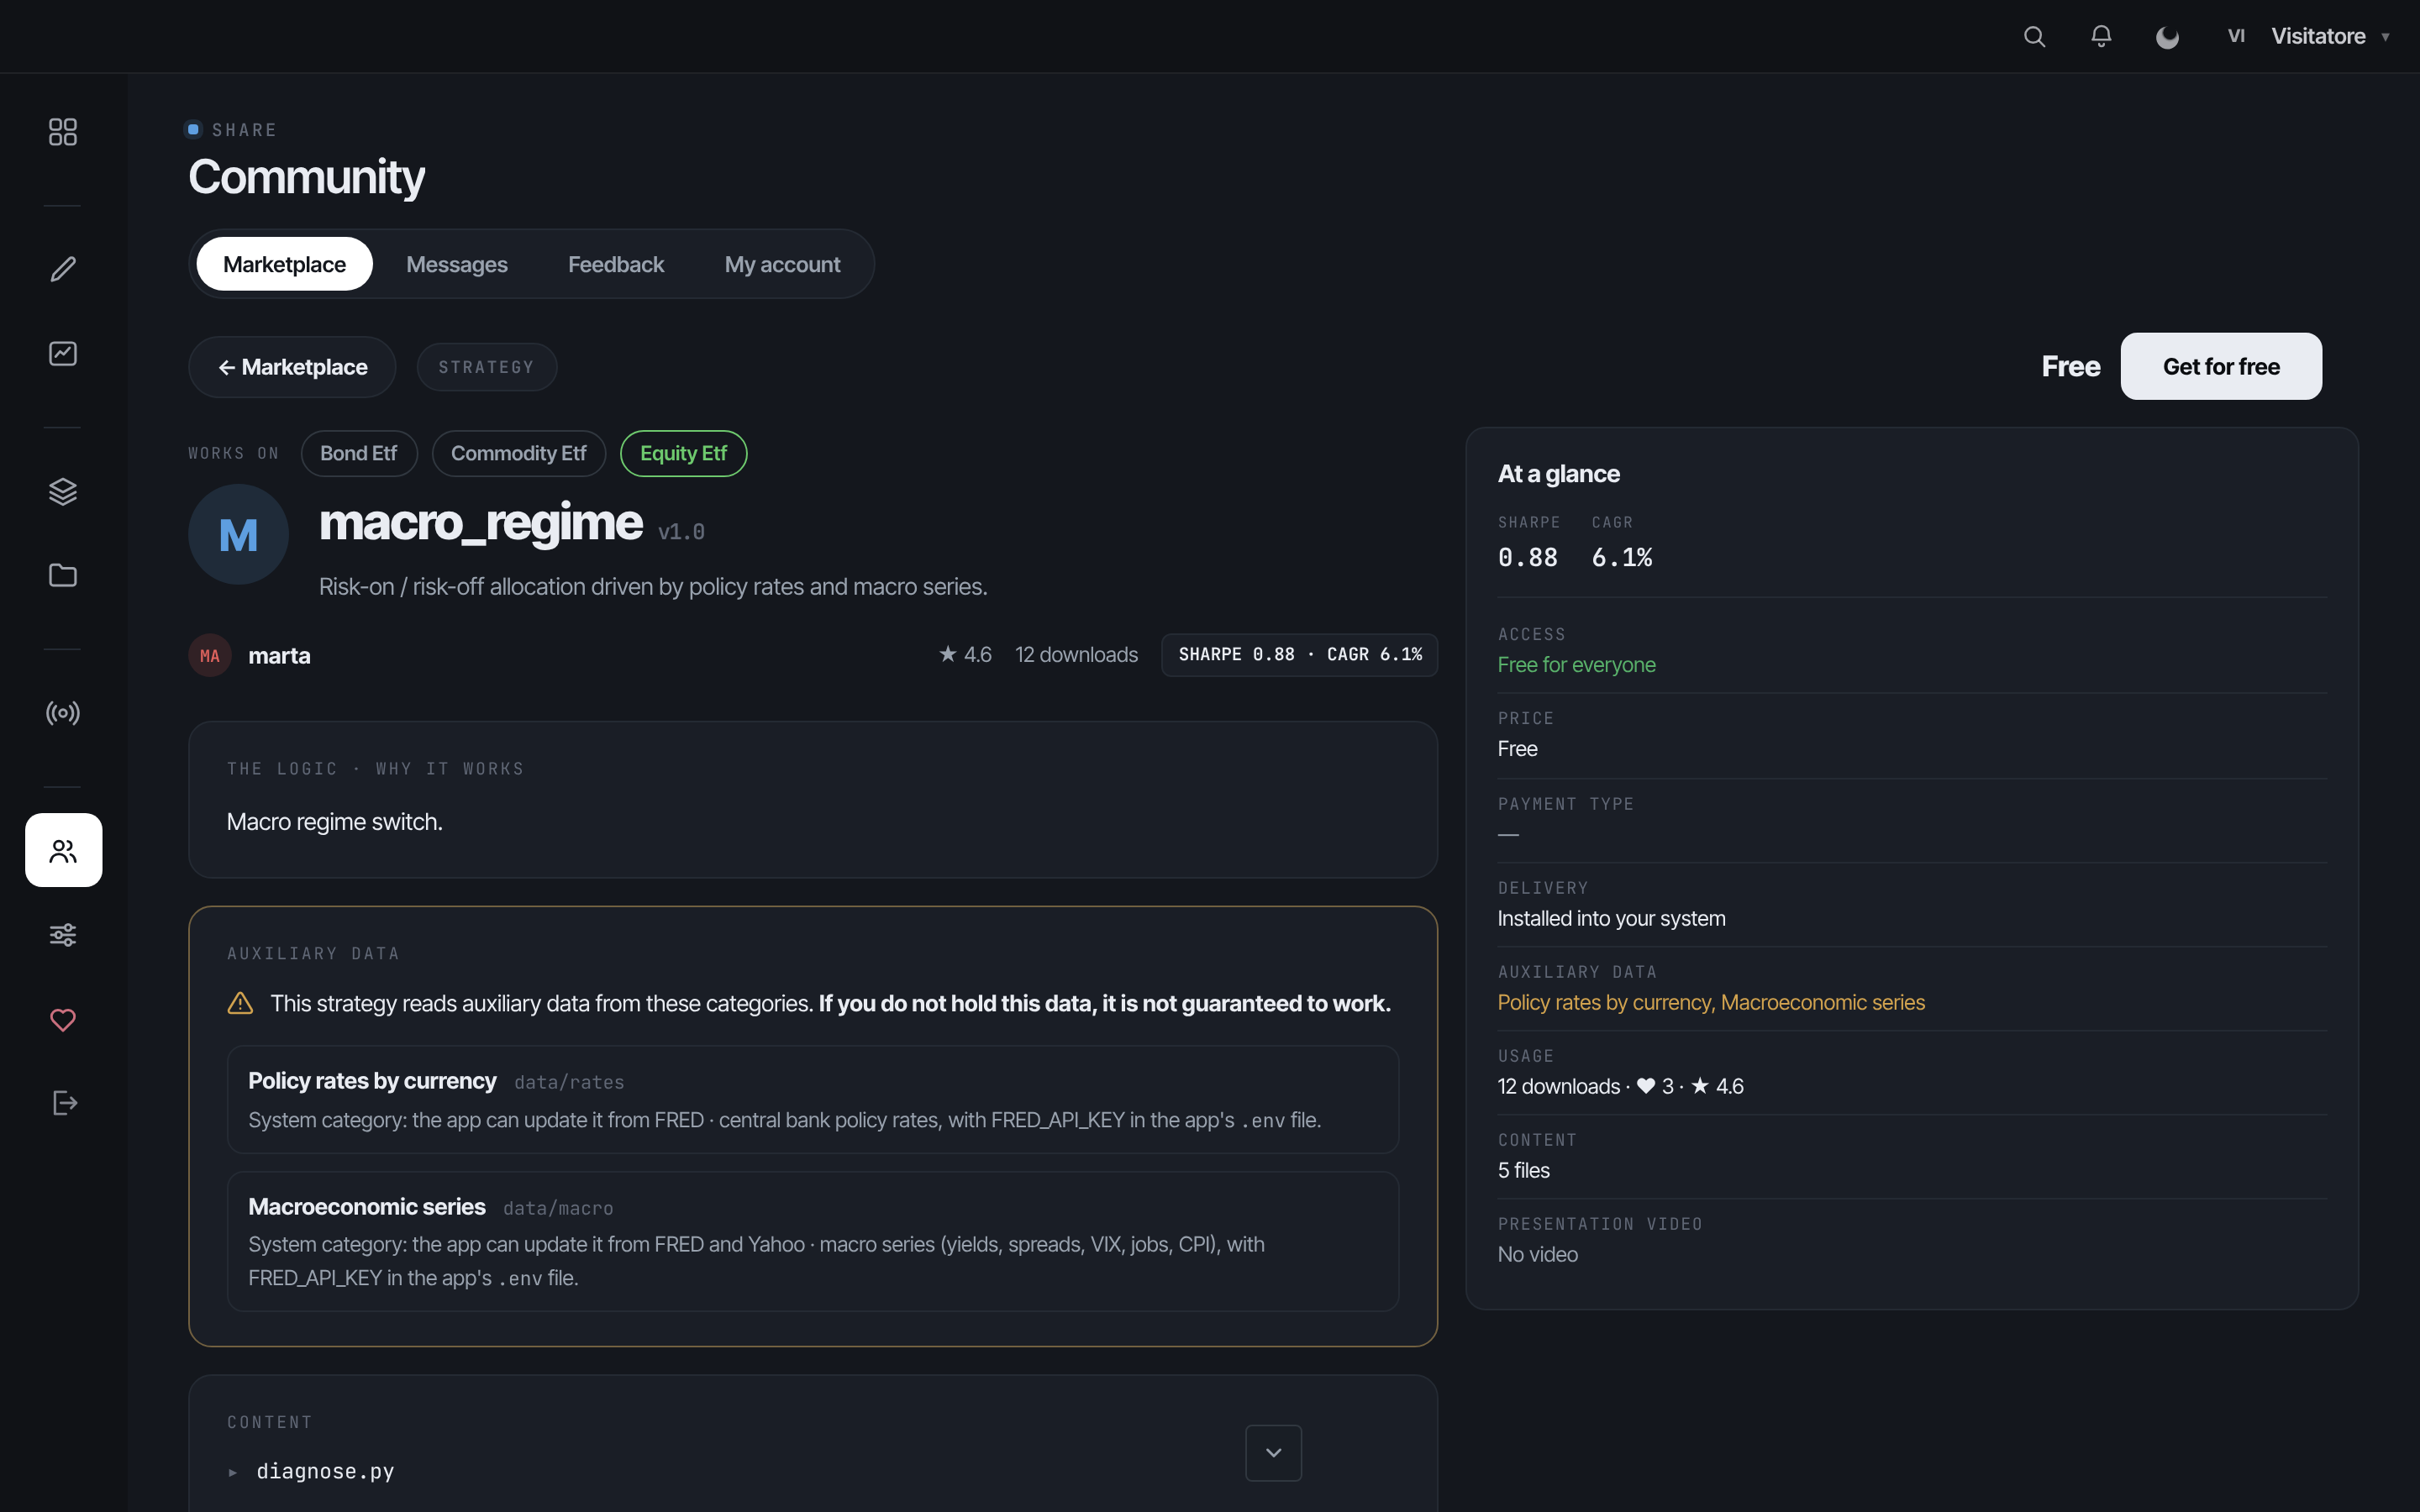 VI Visitatore
SHARE
Community
Marketplace Messages Feedback My account
← Marketplace STRATEGY
Free Get for free
WORKS ON Bond Etf Commodity Etf Equity Etf
M
macro_regime v1.0
Risk-on / risk-off allocation driven by policy rates and macro series.
MA marta ★ 4.6 12 downloads SHARPE 0.88 · CAGR 6.1%
THE LOGIC · WHY IT WORKS
Macro regime switch.
AUXILIARY DATA
This strategy reads auxiliary data from these categories. If you do not hold this data, it is not guaranteed to work.
Policy rates by currency data/rates
System category: the app can update it from FRED · central bank policy rates, with FRED_API_KEY in the app's .env file.
Macroeconomic series data/macro
System category: the app can update it from FRED and Yahoo · macro series (yields, spreads, VIX, jobs, CPI), with
FRED_API_KEY in the app's .env file.
CONTENT
▸ diagnose.py
At a glance
SHARPE CAGR
0.88 6.1%
ACCESS
Free for everyone
PRICE
Free
PAYMENT TYPE
—
DELIVERY
Installed into your system
AUXILIARY DATA
Policy rates by currency, Macroeconomic series
USAGE
12 downloads · ♥ 3 · ★ 4.6
CONTENT
5 files
PRESENTATION VIDEO
No video